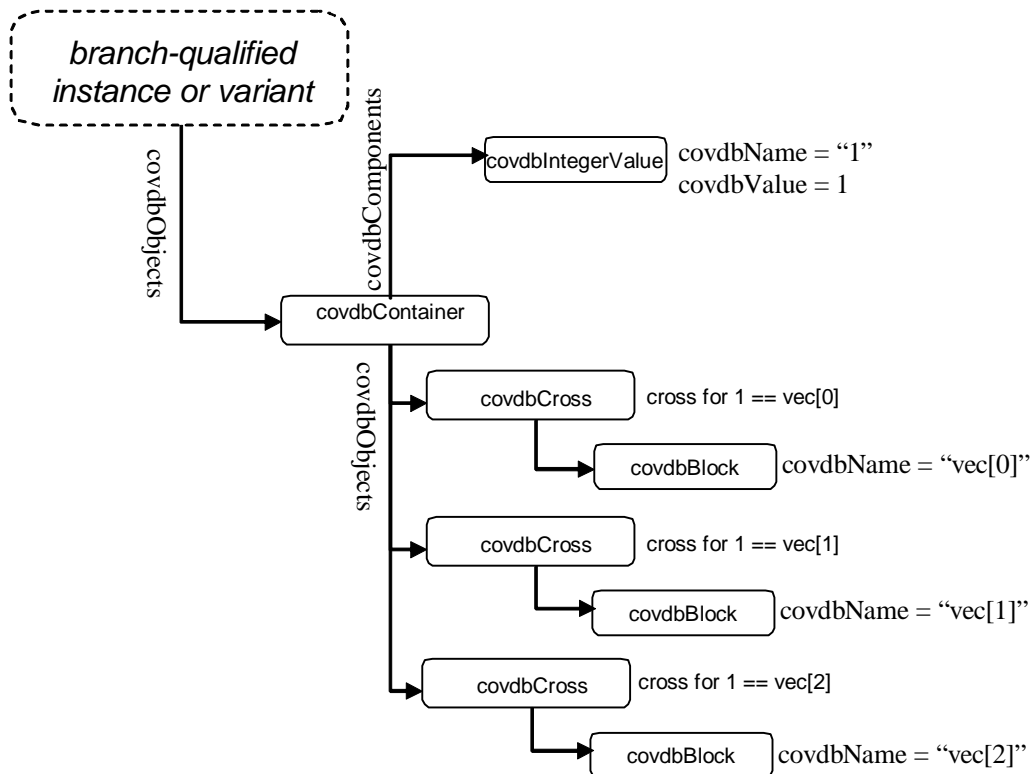 branch-qualified
instance or variant
covdbObjects
covdbComponents
covdbIntegerValue
covdbName = “1”
covdbValue = 1
covdbContainer
covdbObjects
covdbCross
cross for 1 == vec[0]
covdbBlock
covdbName = “vec[0]”
covdbCross
cross for 1 == vec[1]
covdbBlock
covdbName = “vec[1]”
covdbCross
cross for 1 == vec[2]
covdbBlock
covdbName = “vec[2]”